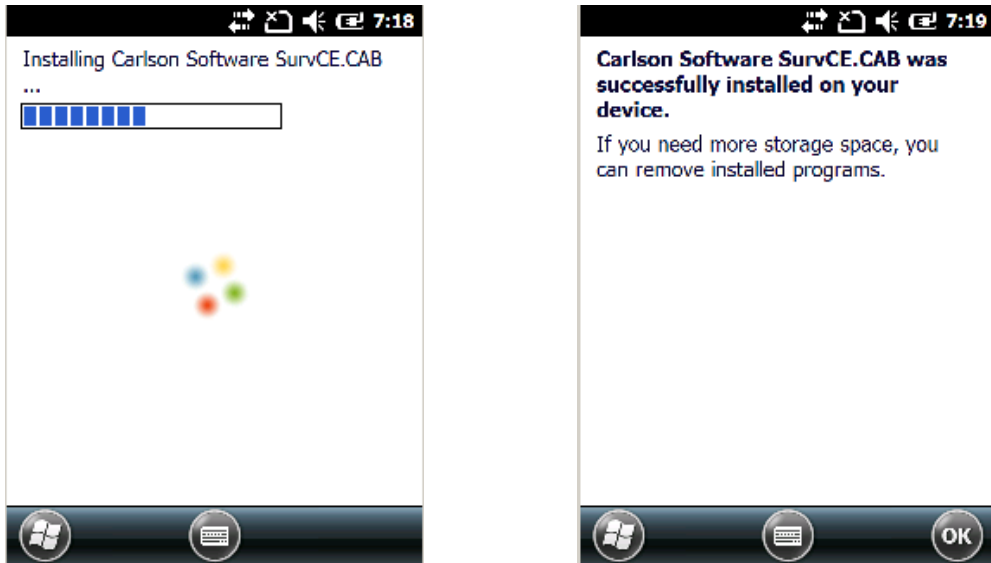 7:18
Installing Carlson Software SurvCE.CAB
...
7:19
Carlson Software SurvCE.CAB was
successfully installed on your
device.
If you need more storage space, you
can remove installed programs.
OK